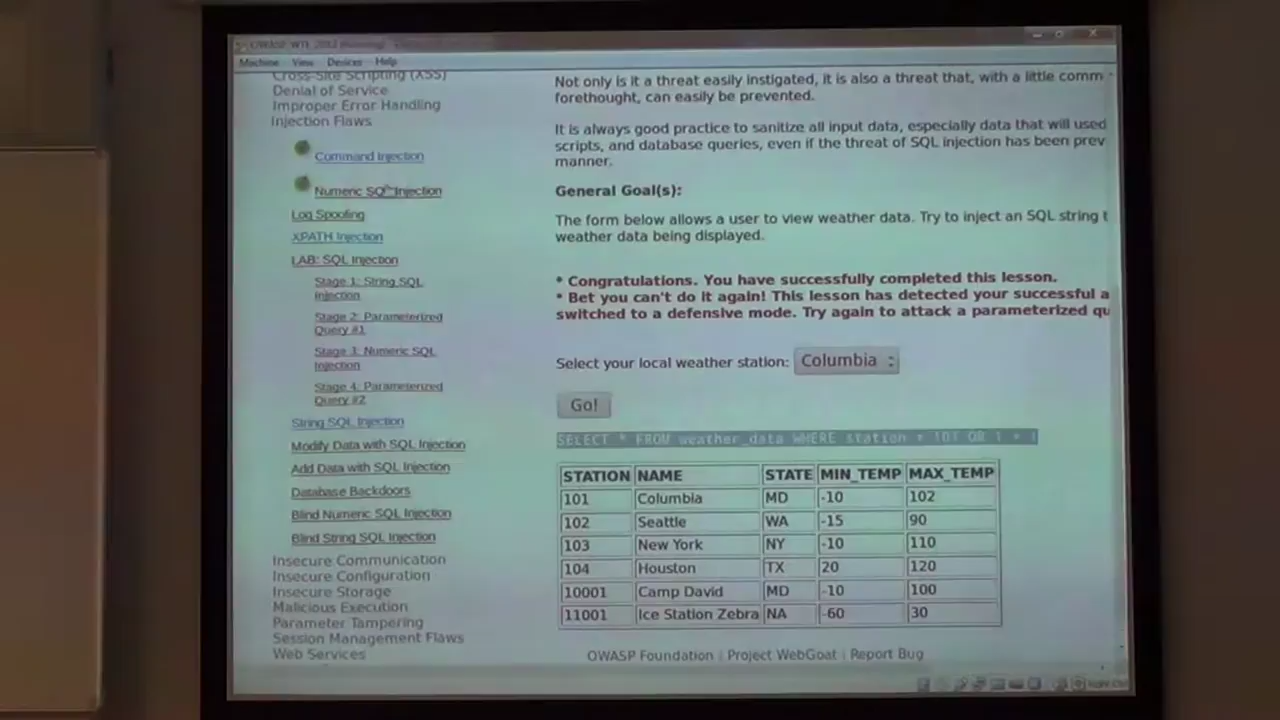 OWASP WTE 2012
Machine View Devices Help
Cross-Site Scripting (XSS)
Denial of Service
Improper Error Handling
Injection Flaws
Command Injection
Numeric SQL Injection
Log Spoofing
XPATH Injection
LAB: SQL Injection
Stage 1: String SQL
Injection
Stage 2: Parameterized
Query #1
Stage 3: Numeric SQL
Injection
Stage 4: Parameterized
Query #2
String SQL Injection
Modify Data with SQL Injection
Add Data with SQL Injection
Database Backdoors
Blind Numeric SQL Injection
Blind String SQL Injection
Insecure Communication
Insecure Configuration
Insecure Storage
Malicious Execution
Parameter Tampering
Session Management Flaws
Web Services
Not only is it a threat easily instigated, it is also a threat that, with a little comm
forethought, can easily be prevented.
It is always good practice to sanitize all input data, especially data that will used
scripts, and database queries, even if the threat of SQL injection has been prev
manner.
General Goal(s):
The form below allows a user to view weather data. Try to inject an SQL string t
weather data being displayed.
* Congratulations. You have successfully completed this lesson.
* Bet you can't do it again! This lesson has detected your successful a
switched to a defensive mode. Try again to attack a parameterized qu
Select your local weather station: Columbia
Go!
SELECT * FROM weather_data WHERE station = 101 OR 1 = 1
STATION NAME STATE MIN_TEMP MAX_TEMP
101 Columbia MD -10 102
102 Seattle WA -15 90
103 New York NY -10 110
104 Houston TX 20 120
10001 Camp David MD -10 100
11001 Ice Station Zebra NA -60 30
OWASP Foundation | Project WebGoat | Report Bug